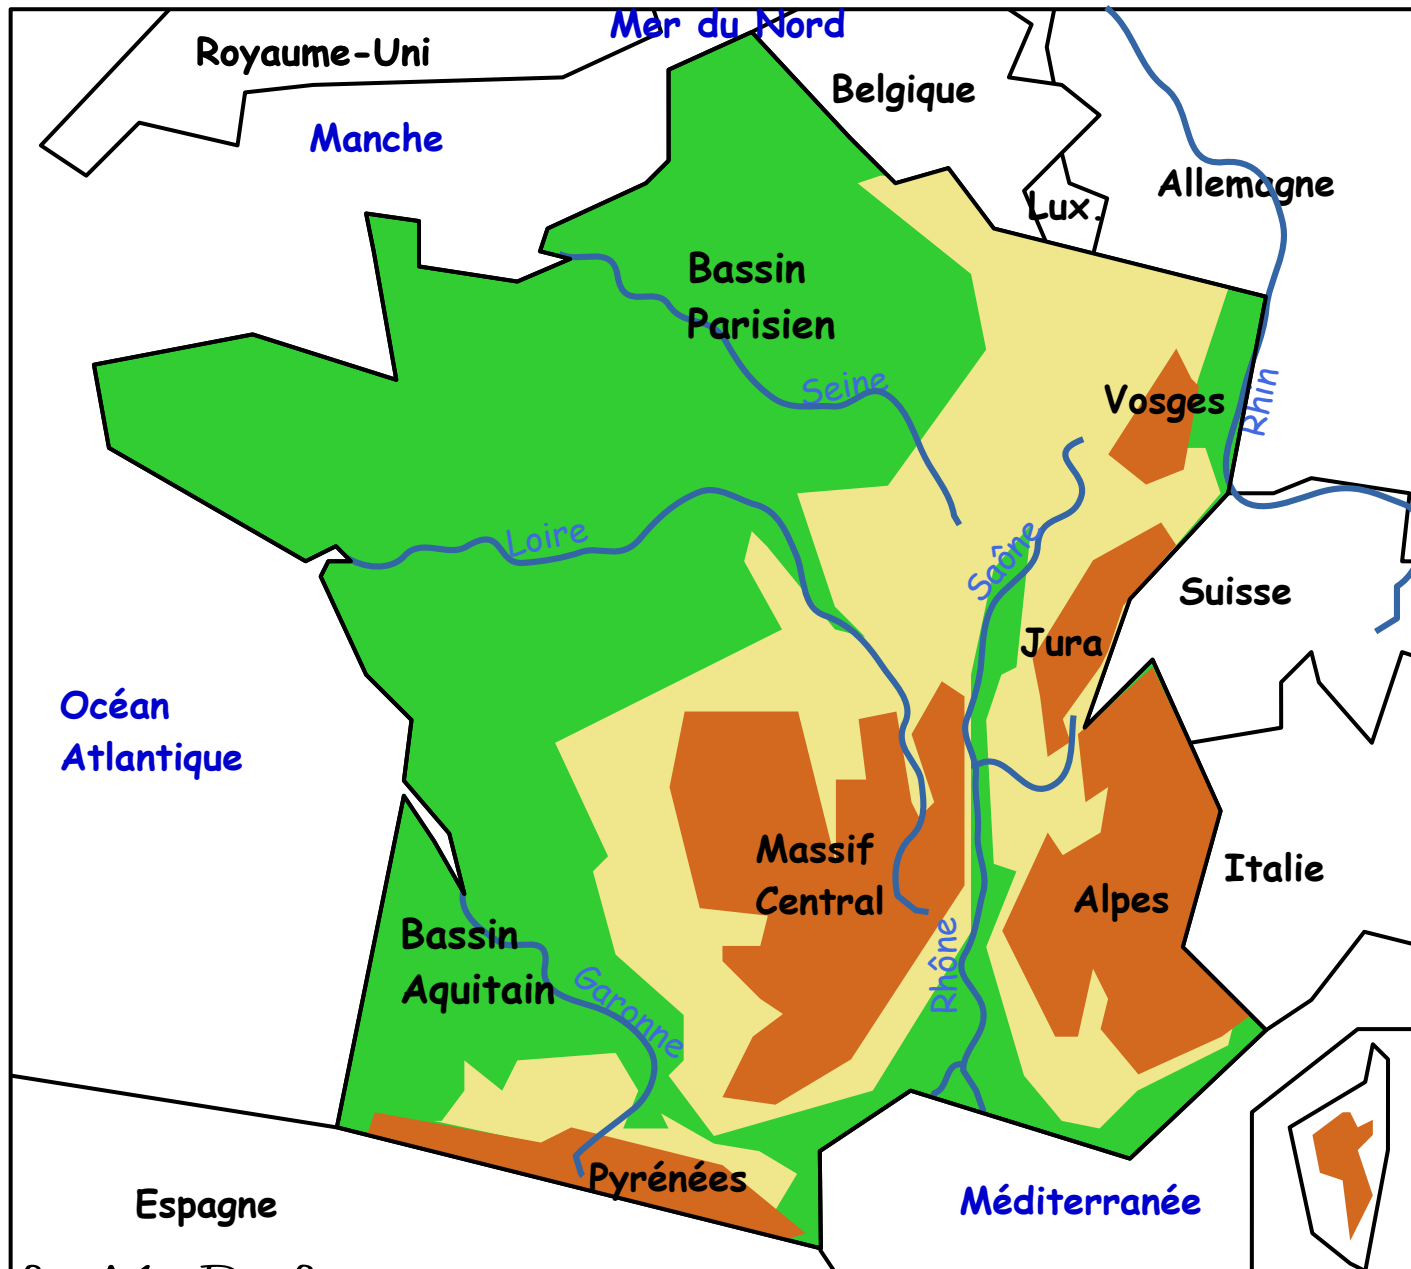 Mer du Nord
Royaume-Uni
Belgique
Manche
Allemagne
Lux.
Bassin
Parisien
Seine
Vosges
Rhin
Loire
Saône
Suisse
Jura
Océan
Atlantique
Massif
Central
Italie
Alpes
Bassin
Aquitain
Rhône
Garonne
Pyrénées
Espagne
Méditerranée